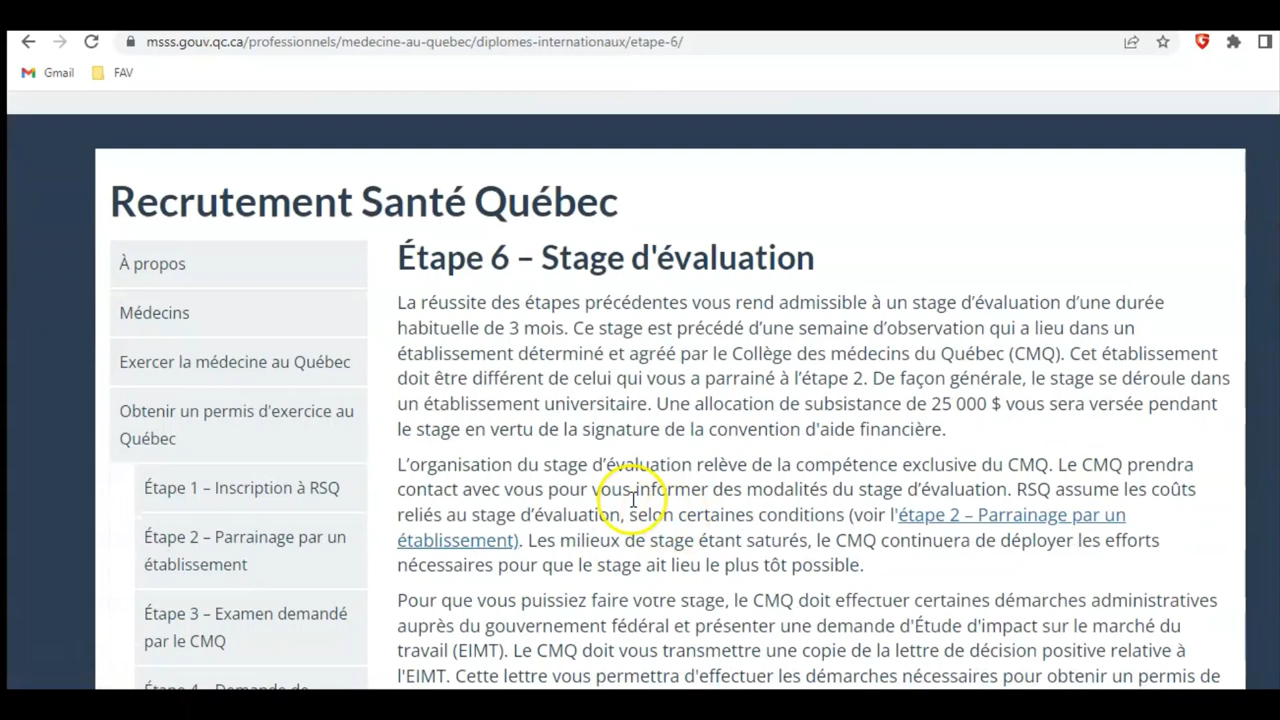 msss.gouv.qc.ca/professionnels/medecine-au-quebec/diplomes-internationaux/etape-6/
Gmail
FAV
Recrutement Santé Québec
À propos
Médecins
Exercer la médecine au Québec
Obtenir un permis d'exercice au
Québec
Étape 1 – Inscription à RSQ
Étape 2 – Parrainage par un
établissement
Étape 3 – Examen demandé
par le CMQ
Étape 4 – Demande de
Étape 6 – Stage d'évaluation
La réussite des étapes précédentes vous rend admissible à un stage d’évaluation d’une durée
habituelle de 3 mois. Ce stage est précédé d’une semaine d’observation qui a lieu dans un
établissement déterminé et agréé par le Collège des médecins du Québec (CMQ). Cet établissement
doit être différent de celui qui vous a parrainé à l’étape 2. De façon générale, le stage se déroule dans
un établissement universitaire. Une allocation de subsistance de 25 000 $ vous sera versée pendant
le stage en vertu de la signature de la convention d'aide financière.
L’organisation du stage d’évaluation relève de la compétence exclusive du CMQ. Le CMQ prendra
contact avec vous pour vous informer des modalités du stage d’évaluation. RSQ assume les coûts
reliés au stage d’évaluation, selon certaines conditions (voir l'étape 2 – Parrainage par un
établissement). Les milieux de stage étant saturés, le CMQ continuera de déployer les efforts
nécessaires pour que le stage ait lieu le plus tôt possible.
Pour que vous puissiez faire votre stage, le CMQ doit effectuer certaines démarches administratives
auprès du gouvernement fédéral et présenter une demande d'Étude d'impact sur le marché du
travail (EIMT). Le CMQ doit vous transmettre une copie de la lettre de décision positive relative à
l'EIMT. Cette lettre vous permettra d'effectuer les démarches nécessaires pour obtenir un permis de